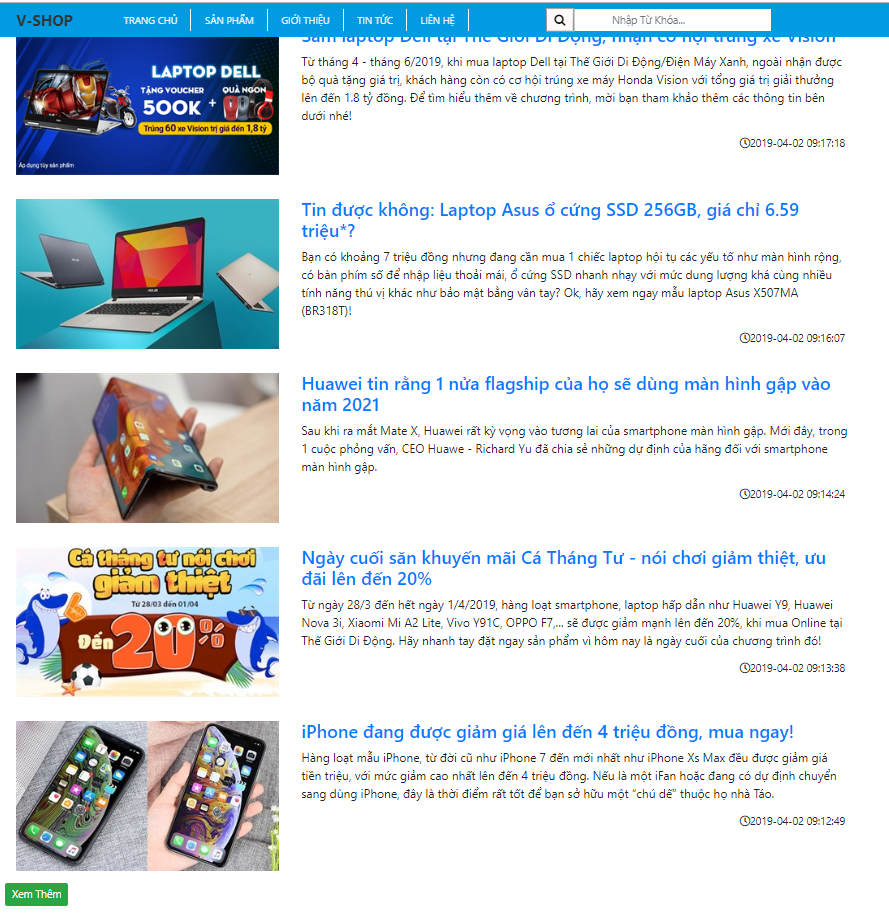 V-SHOP
TRANG CHỦ
SẢN PHẨM
GIỚI THIỆU
TIN TỨC
LIÊN HỆ
Nhập Từ Khóa...
Sắm laptop Dell tại Thế Giới Di Động, nhận cơ hội trúng xe Vision
LAPTOP DELL
TẶNG VOUCHER
500K
+
QUÀ NGON
Trúng 60 xe Vision trị giá đến 1,8 tỷ
Áp dụng tùy sản phẩm
Từ tháng 4 - tháng 6/2019, khi mua laptop Dell tại Thế Giới Di Động/Điện Máy Xanh, ngoài nhận được
bộ quà tặng giá trị, khách hàng còn có cơ hội trúng xe máy Honda Vision với tổng giá trị giải thưởng
lên đến 1.8 tỷ đồng. Để tìm hiểu thêm về chương trình, mời bạn tham khảo thêm các thông tin bên
dưới nhé!
2019-04-02 09:17:18
Tin được không: Laptop Asus ổ cứng SSD 256GB, giá chỉ 6.59
triệu*?
Bạn có khoảng 7 triệu đồng nhưng đang cần mua 1 chiếc laptop hội tụ các yếu tố như màn hình rộng,
có bàn phím số để nhập liệu thoải mái, ổ cứng SSD nhanh nhạy với mức dung lượng khá cùng nhiều
tính năng thú vị khác như bảo mật bằng vân tay? Ok, hãy xem ngay mẫu laptop Asus X507MA
(BR318T)!
2019-04-02 09:16:07
Huawei tin rằng 1 nửa flagship của họ sẽ dùng màn hình gập vào
năm 2021
Sau khi ra mắt Mate X, Huawei rất kỳ vọng vào tương lai của smartphone màn hình gập. Mới đây, trong
1 cuộc phỏng vấn, CEO Huawe - Richard Yu đã chia sẻ những dự định của hãng đối với smartphone
màn hình gập.
2019-04-02 09:14:24
Cá tháng tư nói chơi
giảm thiệt
Từ 28/03 đến 01/04
Đến
20%
Ngày cuối săn khuyến mãi Cá Tháng Tư - nói chơi giảm thiệt, ưu
đãi lên đến 20%
Từ ngày 28/3 đến hết ngày 1/4/2019, hàng loạt smartphone, laptop hấp dẫn như Huawei Y9, Huawei
Nova 3i, Xiaomi Mi A2 Lite, Vivo Y91C, OPPO F7,... sẽ được giảm mạnh lên đến 20%, khi mua Online tại
Thế Giới Di Động. Hãy nhanh tay đặt ngay sản phẩm vì hôm nay là ngày cuối của chương trình đó!
2019-04-02 09:13:38
iPhone đang được giảm giá lên đến 4 triệu đồng, mua ngay!
Hàng loạt mẫu iPhone, từ đời cũ như iPhone 7 đến mới nhất như iPhone Xs Max đều được giảm giá
tiền triệu, với mức giảm cao nhất lên đến 4 triệu đồng. Nếu là một iFan hoặc đang có dự định chuyển
sang dùng iPhone, đây là thời điểm rất tốt để bạn sở hữu một “chú dế” thuộc họ nhà Táo.
2019-04-02 09:12:49
Xem Thêm